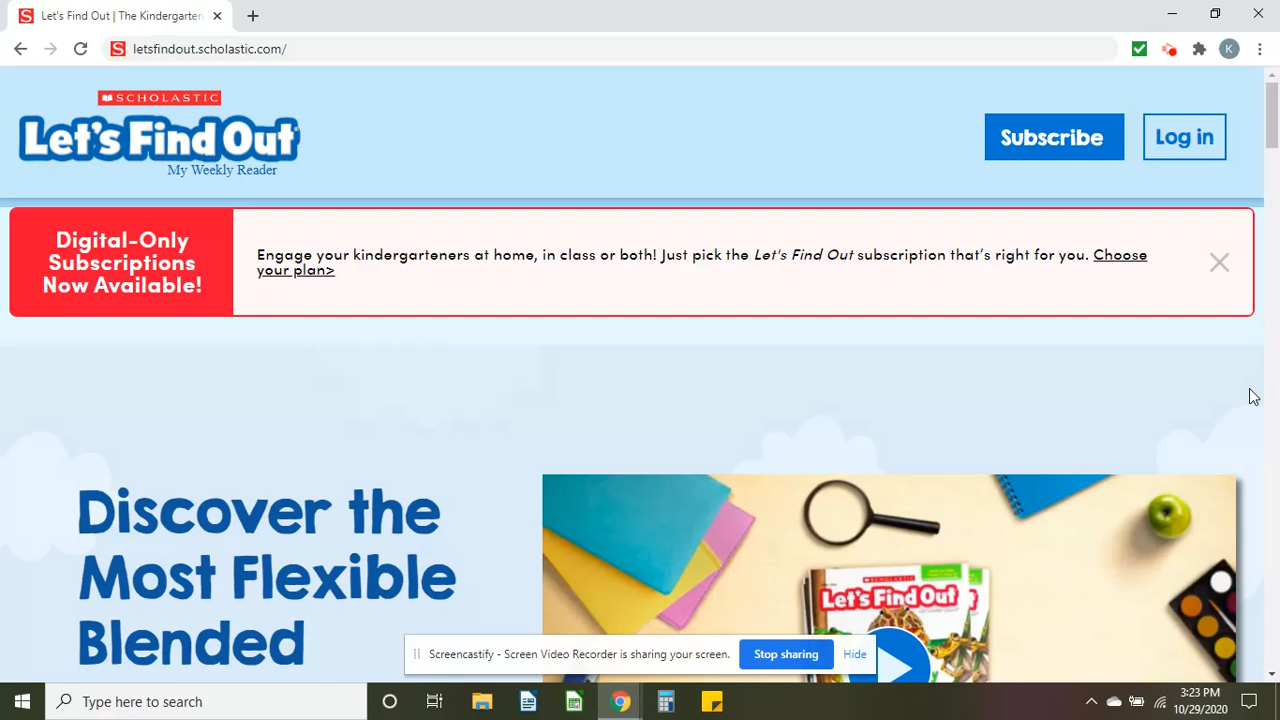 Let's Find Out | The Kindergarten
letsfindout.scholastic.com/
K
SCHOLASTIC
Let's Find Out
My Weekly Reader
Subscribe
Log in
Digital-Only
Subscriptions
Now Available!
Engage your kindergarteners at home, in class or both! Just pick the Let's Find Out subscription that's right for you. Choose
your plan>
Discover the
Most Flexible
Blended
SCHOLASTIC
Let's Find Out
Screencastify - Screen Video Recorder is sharing your screen.
Stop sharing
Hide
Type here to search
3:23 PM
10/29/2020